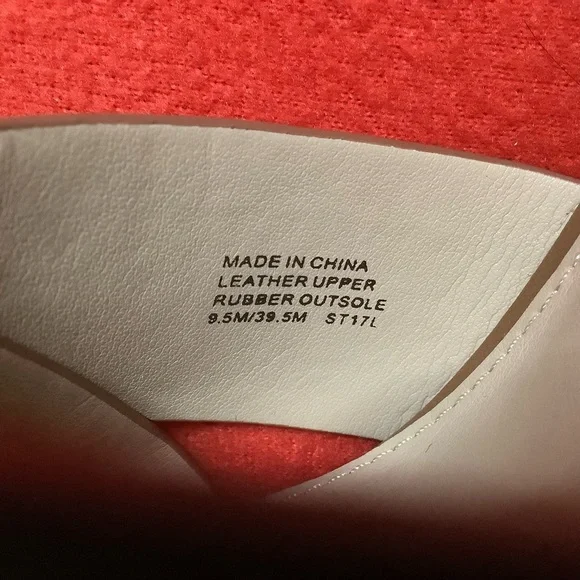 MADE IN CHINA
LEATHER UPPER
RUBBER OUTSOLE
9.5M/39.5M ST17L